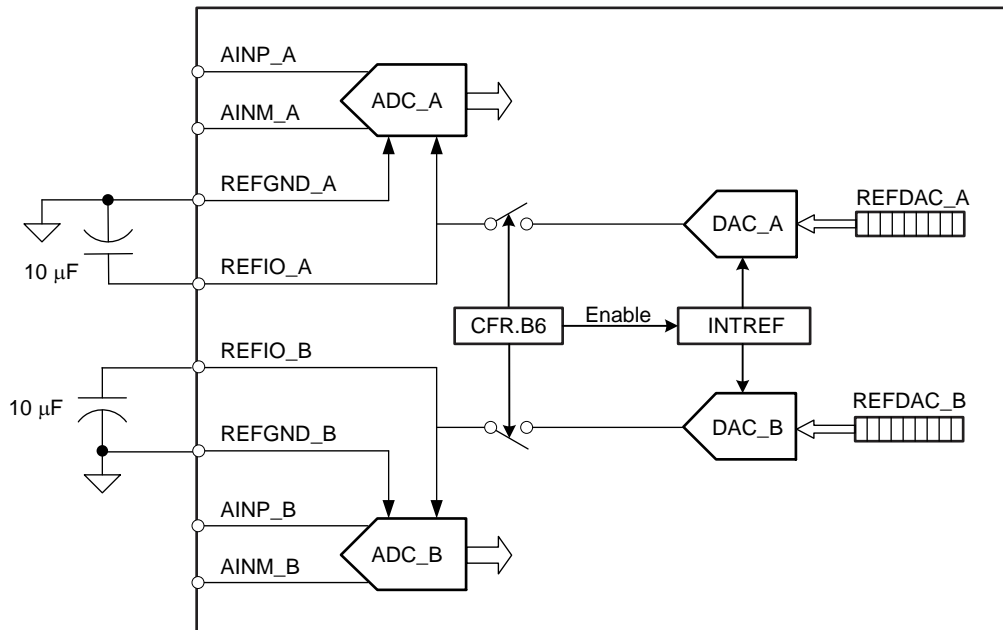 AINP_A
ADC_A
AINM_A
REFGND_A
REFDAC_A
DAC_A
10 μF
REFIO_A
CFR.B6
Enable
INTREF
REFIO_B
10 μF
REFDAC_B
REFGND_B
DAC_B
AINP_B
ADC_B
AINM_B